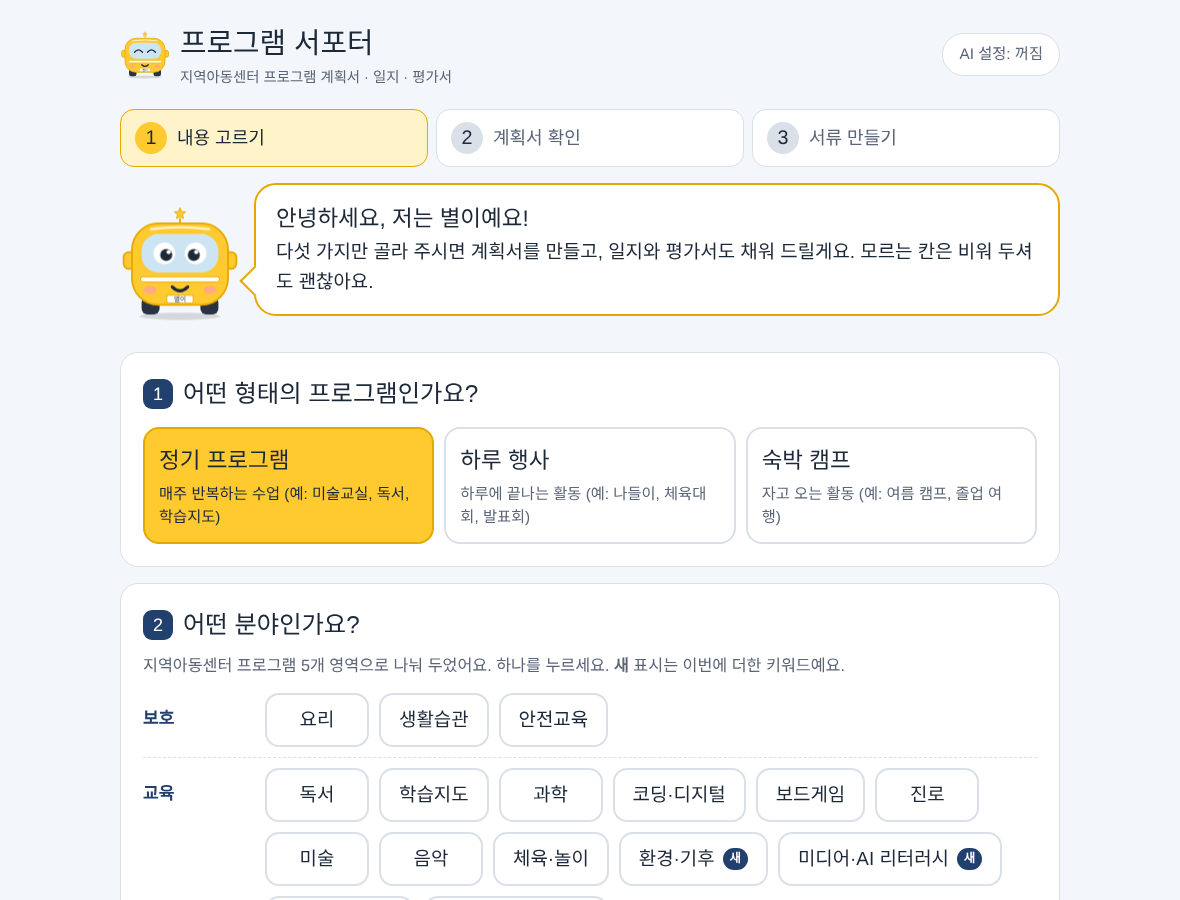 프로그램 서포터
지역아동센터 프로그램 계획서 · 일지 · 평가서
AI 설정: 꺼짐
1 내용 고르기
2 계획서 확인
3 서류 만들기
안녕하세요, 저는 별이예요!
다섯 가지만 골라 주시면 계획서를 만들고, 일지와 평가서도 채워 드릴게요. 모르는 칸은 비워 두셔
도 괜찮아요.
별이
1 어떤 형태의 프로그램인가요?
정기 프로그램
매주 반복하는 수업 (예: 미술교실, 독서,
학습지도)
하루 행사
하루에 끝나는 활동 (예: 나들이, 체육대
회, 발표회)
숙박 캠프
자고 오는 활동 (예: 여름 캠프, 졸업 여
행)
2 어떤 분야인가요?
지역아동센터 프로그램 5개 영역으로 나눠 두었어요. 하나를 누르세요. 새 표시는 이번에 더한 키워드예요.
보호
요리
생활습관
안전교육
교육
독서
학습지도
과학
코딩·디지털
보드게임
진로
미술
음악
체육·놀이
환경·기후 새
미디어·AI 리터러시 새